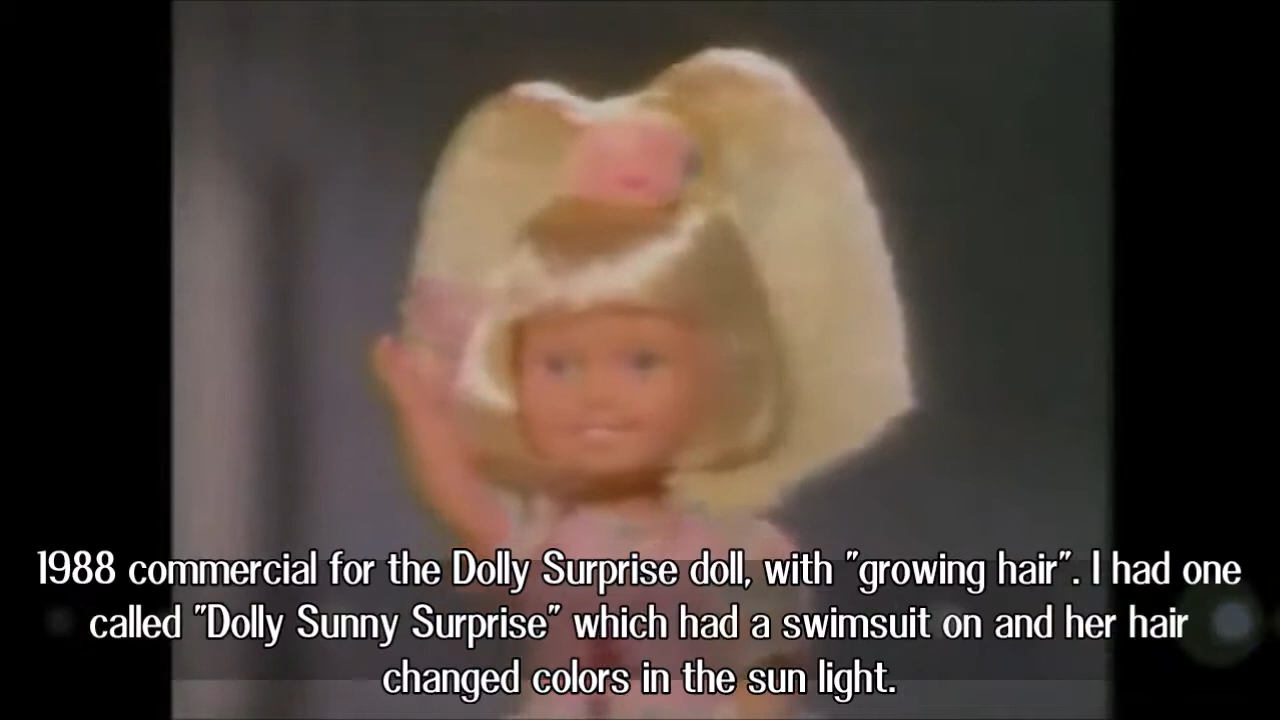 1988 commercial for the Dolly Surprise doll, with "growing hair". I had one
called "Dolly Sunny Surprise" which had a swimsuit on and her hair
changed colors in the sun light.